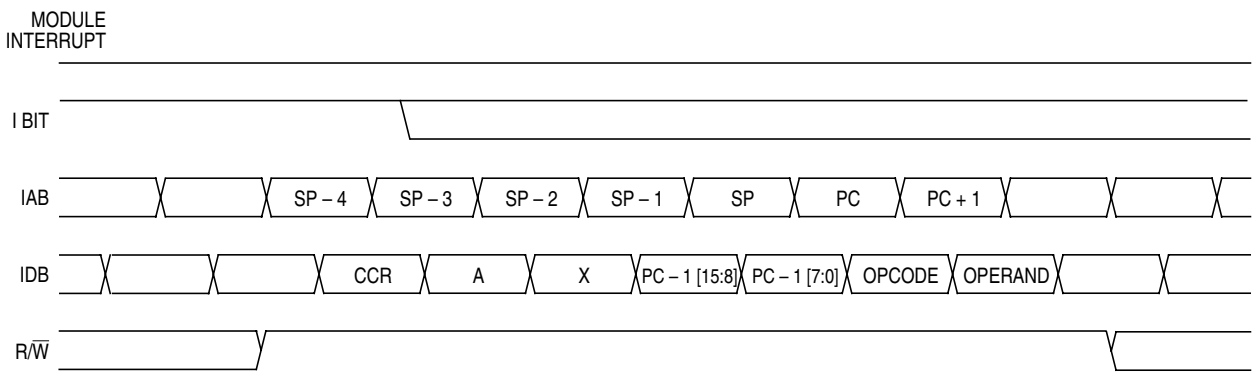 MODULE
INTERRUPT
I BIT
IAB SP – 4 SP – 3 SP – 2 SP – 1 SP PC PC + 1
IDB CCR A X PC – 1 [15:8] PC – 1 [7:0] OPCODE OPERAND
R/W̅